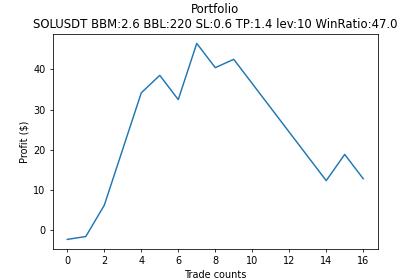 Portfolio
SOLUSDT BBM:2.6 BBL:220 SL:0.6 TP:1.4 lev:10 WinRatio:47.0
Profit ($)
40
30
20
10
0
0 2 4 6 8 10 12 14 16
Trade counts